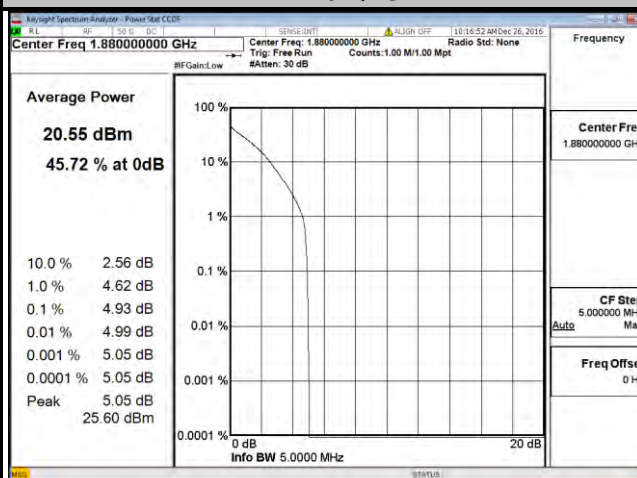 Keysight Spectrum Analyzer - Power Stat CCDF
RL RF 50 Ω DC SENSE:INT ALIGN OFF 10:16:52 AM Dec 26, 2016
Center Freq 1.880000000 GHz
Center Freq: 1.880000000 GHz Radio Std: None
Trig: Free Run Counts:1.00 M/1.00 Mpt
#IFGain:Low #Atten: 30 dB
Frequency
Average Power
20.55 dBm
45.72 % at 0dB
10.0 % 2.56 dB
1.0 % 4.62 dB
0.1 % 4.93 dB
0.01 % 4.99 dB
0.001 % 5.05 dB
0.0001 % 5.05 dB
Peak 5.05 dB
25.60 dBm
100 %
10 %
1 %
0.1 %
0.01 %
0.001 %
0.0001 %
0 dB 20 dB
Info BW 5.0000 MHz
Center Fre
1.880000000 GH
CF Ste
5.000000 MH
Auto Ma
Freq Offse
0 H
MSG STATUS